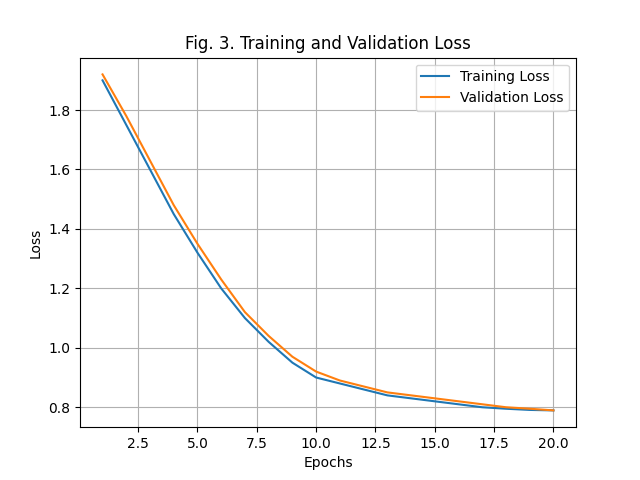 Fig. 3. Training and Validation Loss
Training Loss
Validation Loss
1.8
1.6
1.4
1.2
1.0
0.8
Loss
2.5 5.0 7.5 10.0 12.5 15.0 17.5 20.0
Epochs